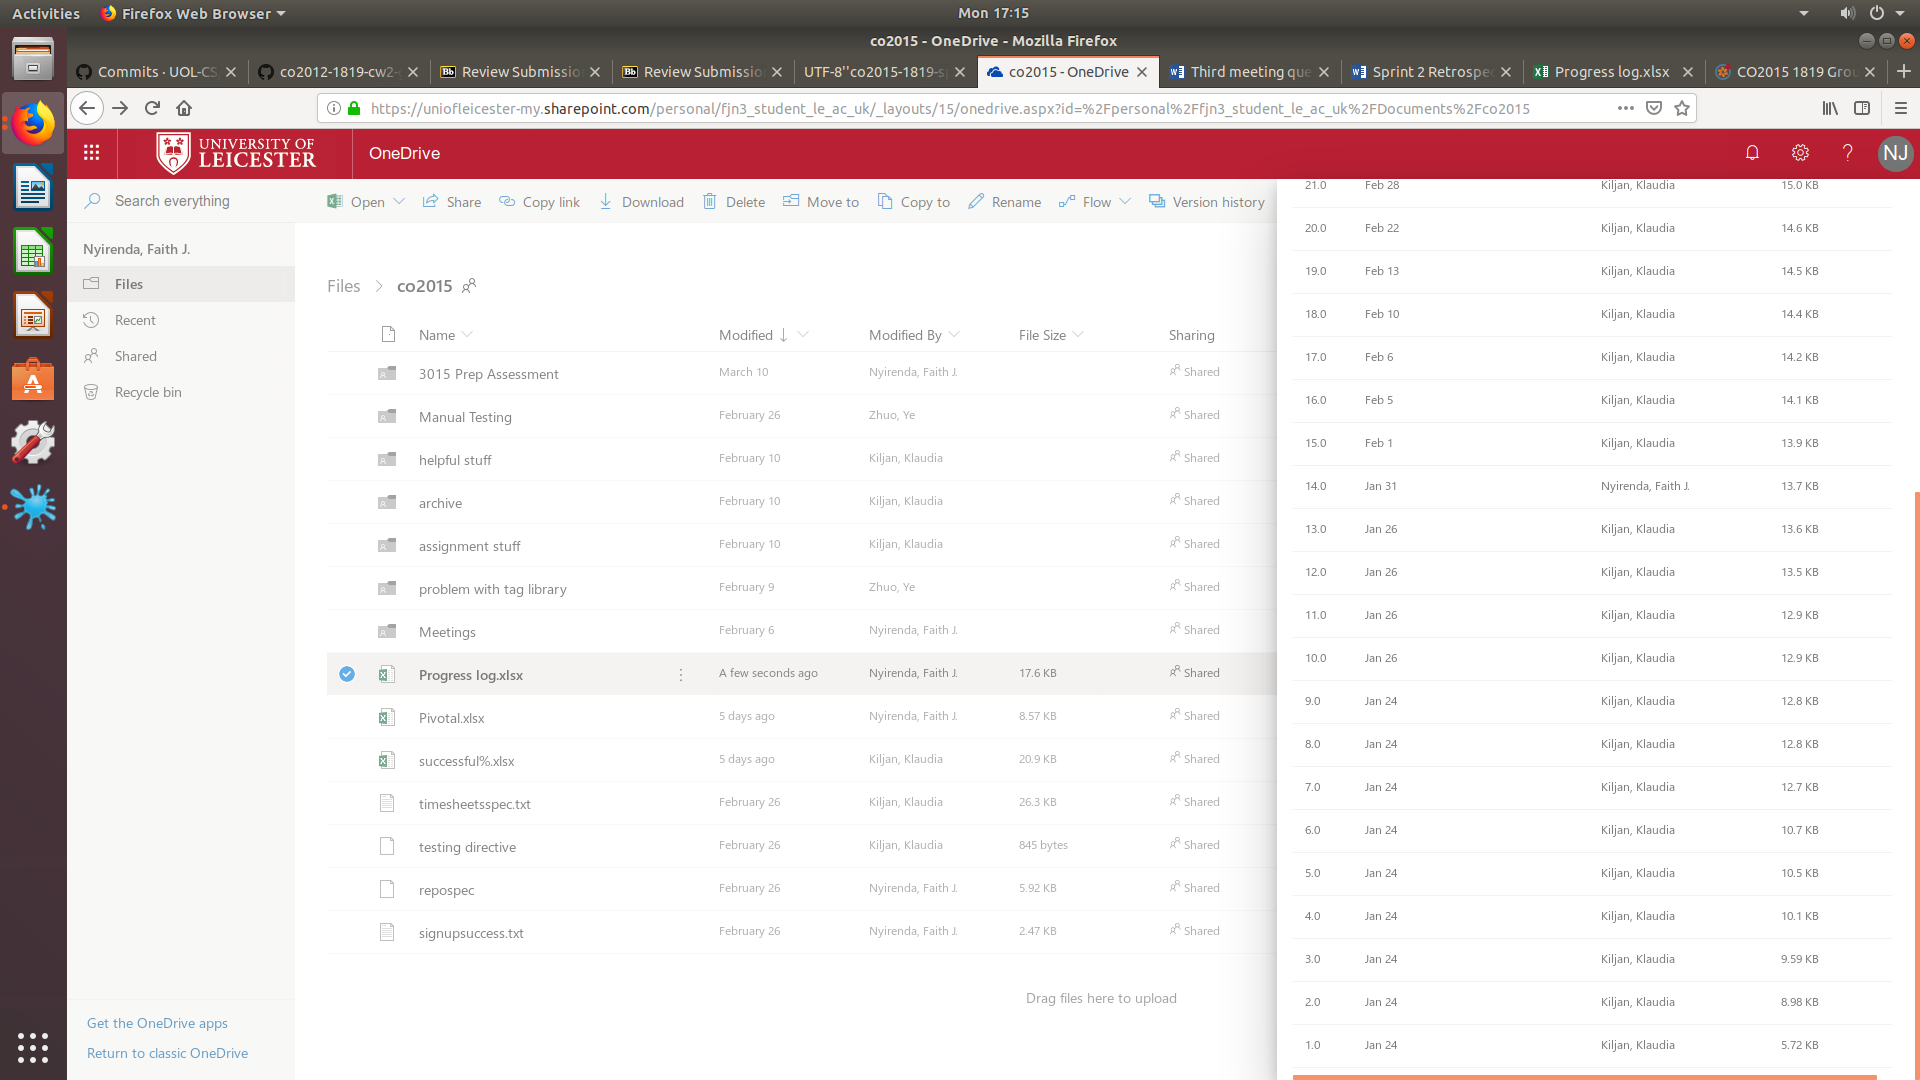 Activities Firefox Web Browser Mon 17:15
co2015 - OneDrive - Mozilla Firefox
Commits · UOL-CS co2012-1819-cw2- Review Submissio Review Submissio UTF-8''co2015-1819-s co2015 - OneDrive Third meeting que Sprint 2 Retrospec Progress log.xlsx CO2015 1819 Grou
https://uniofleicester-my.sharepoint.com/personal/fjn3_student_le_ac_uk/_layouts/15/onedrive.aspx?id=%2Fpersonal%2Ffjn3_student_le_ac_uk%2FDocuments%2Fco2015
UNIVERSITY OF
LEICESTER
OneDrive
NJ
Search everything
Open Share Copy link Download Delete Move to Copy to Rename Flow Version history
Nyirenda, Faith J.
Files
Recent
Shared
Recycle bin
Get the OneDrive apps
Return to classic OneDrive
Files > co2015
Name Modified Modified By File Size Sharing
3015 Prep Assessment March 10 Nyirenda, Faith J. Shared
Manual Testing February 26 Zhuo, Ye Shared
helpful stuff February 10 Kiljan, Klaudia Shared
archive February 10 Kiljan, Klaudia Shared
assignment stuff February 10 Kiljan, Klaudia Shared
problem with tag library February 9 Zhuo, Ye Shared
Meetings February 6 Nyirenda, Faith J. Shared
Progress log.xlsx A few seconds ago Nyirenda, Faith J. 17.6 KB Shared
Pivotal.xlsx 5 days ago Nyirenda, Faith J. 8.57 KB Shared
successful%.xlsx 5 days ago Kiljan, Klaudia 20.9 KB Shared
timesheetsspec.txt February 26 Kiljan, Klaudia 26.3 KB Shared
testing directive February 26 Kiljan, Klaudia 845 bytes Shared
repospec February 26 Nyirenda, Faith J. 5.92 KB Shared
signupsuccess.txt February 26 Nyirenda, Faith J. 2.47 KB Shared
Drag files here to upload
21.0 Feb 28 Kiljan, Klaudia 15.0 KB
20.0 Feb 22 Kiljan, Klaudia 14.6 KB
19.0 Feb 13 Kiljan, Klaudia 14.5 KB
18.0 Feb 10 Kiljan, Klaudia 14.4 KB
17.0 Feb 6 Kiljan, Klaudia 14.2 KB
16.0 Feb 5 Kiljan, Klaudia 14.1 KB
15.0 Feb 1 Kiljan, Klaudia 13.9 KB
14.0 Jan 31 Nyirenda, Faith J. 13.7 KB
13.0 Jan 26 Kiljan, Klaudia 13.6 KB
12.0 Jan 26 Kiljan, Klaudia 13.5 KB
11.0 Jan 26 Kiljan, Klaudia 12.9 KB
10.0 Jan 26 Kiljan, Klaudia 12.9 KB
9.0 Jan 24 Kiljan, Klaudia 12.8 KB
8.0 Jan 24 Kiljan, Klaudia 12.8 KB
7.0 Jan 24 Kiljan, Klaudia 12.7 KB
6.0 Jan 24 Kiljan, Klaudia 10.7 KB
5.0 Jan 24 Kiljan, Klaudia 10.5 KB
4.0 Jan 24 Kiljan, Klaudia 10.1 KB
3.0 Jan 24 Kiljan, Klaudia 9.59 KB
2.0 Jan 24 Kiljan, Klaudia 8.98 KB
1.0 Jan 24 Kiljan, Klaudia 5.72 KB